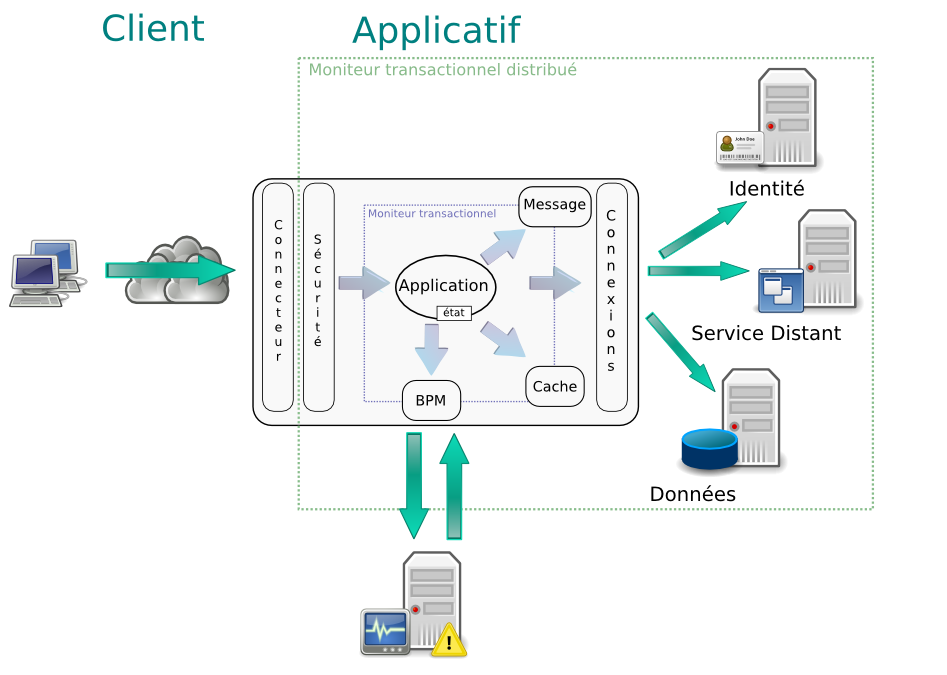 Client
Applicatif
Moniteur transactionnel distribué
John Doe
Identité
Connecteur
Sécurité
Moniteur transactionnel
Message
Connexions
Application
état
Service Distant
Cache
BPM
Données
!